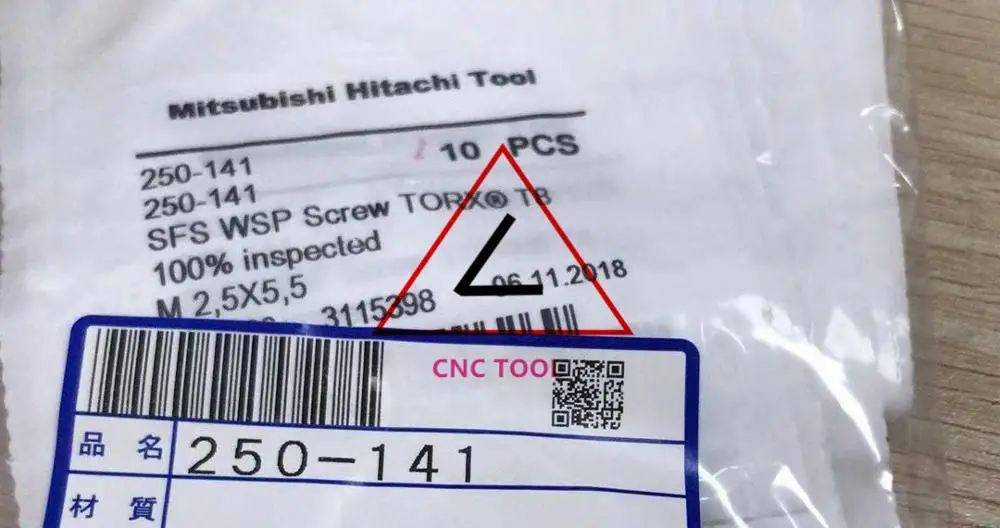 Mitsubishi Hitachi Tool
250-141 10 PCS
250-141
SFS WSP Screw TORX® T8
100% inspected
M 2,5X5,5
3115398 06.11.2018
CNC TOOL
品 名 250-141
材 質